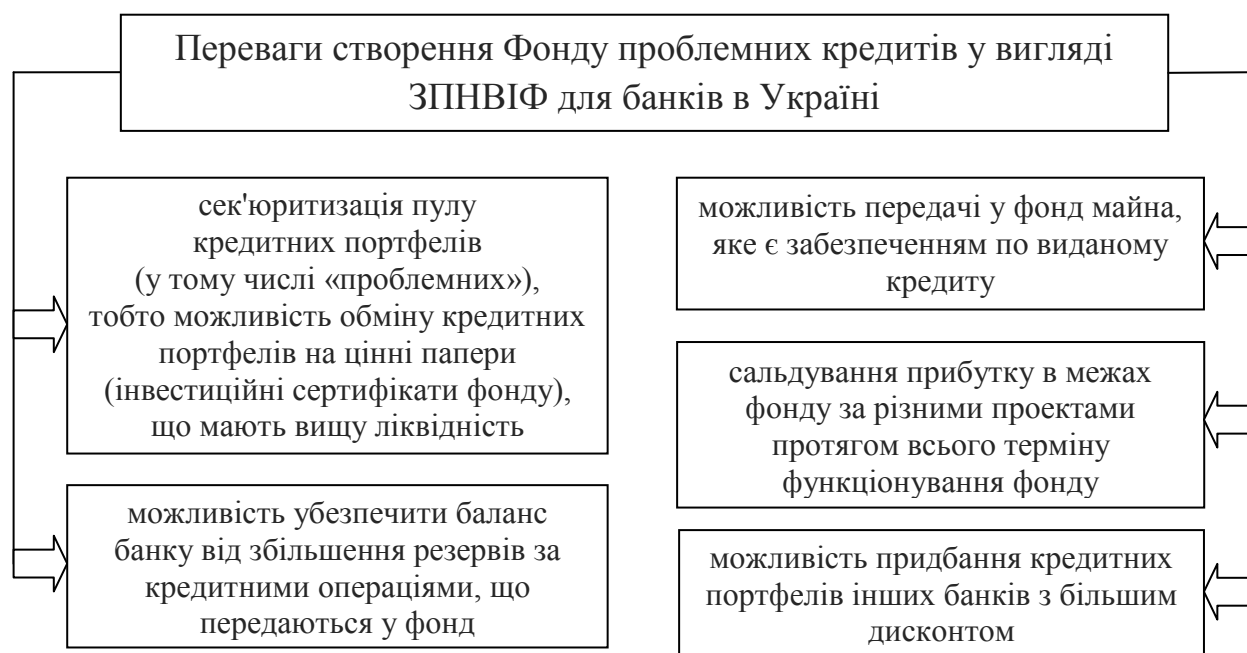 Переваги створення Фонду проблемних кредитів у вигляді
ЗПНВІФ для банків в Україні
сек'юритизація пулу
кредитних портфелів
(у тому числі «проблемних»),
тобто можливість обміну кредитних
портфелів на цінні папери
(інвестиційні сертифікати фонду),
що мають вищу ліквідність
можливість убезпечити баланс
банку від збільшення резервів за
кредитними операціями, що
передаються у фонд
можливість передачі у фонд майна,
яке є забезпеченням по виданому
кредиту
сальдування прибутку в межах
фонду за різними проектами
протягом всього терміну
функціонування фонду
можливість придбання кредитних
портфелів інших банків з більшим
дисконтом